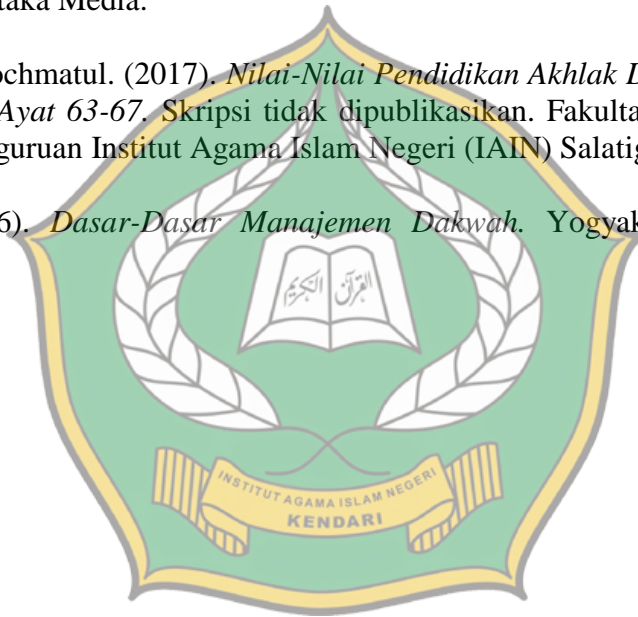 taka Media.
ochmatul. (2017). Nilai-Nilai Pendidikan Akhlak D
Ayat 63-67. Skripsi tidak dipublikasikan. Fakulta
guruan Institut Agama Islam Negeri (IAIN) Salatig
6). Dasar-Dasar Manajemen Dakwah. Yogyak
القرآن الكريم
INSTITUT AGAMA ISLAM NEGERI
KENDARI